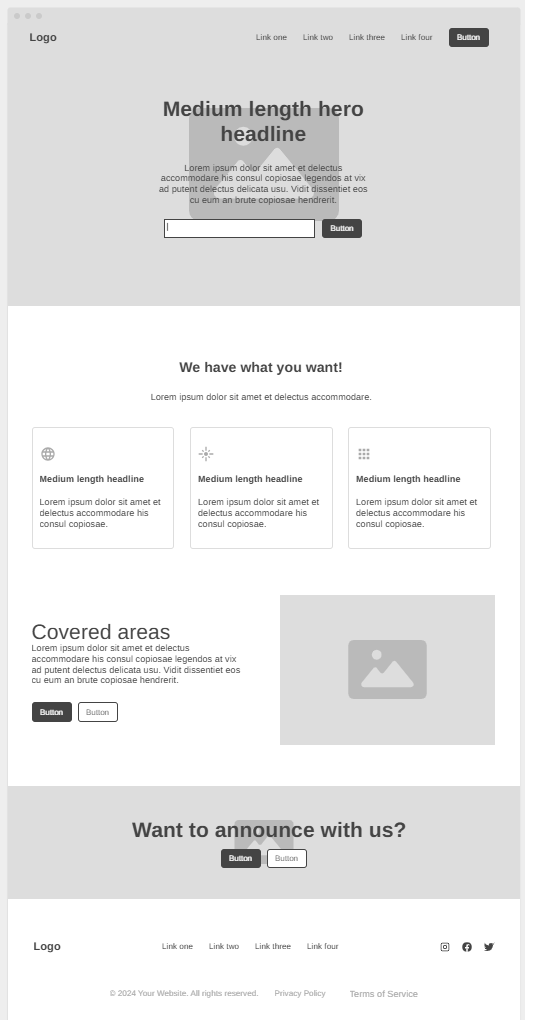 Logo
Link one
Link two
Link three
Link four
Button
Medium length hero
headline
Lorem ipsum dolor sit amet et delectus
accommodare his consul copiosae legendos at vix
ad putent delectus delicata usu. Vidit dissentiet eos
cu eum an brute copiosae hendrerit.
Button
We have what you want!
Lorem ipsum dolor sit amet et delectus accommodare.
Medium length headline
Lorem ipsum dolor sit amet et
delectus accommodare his
consul copiosae.
Medium length headline
Lorem ipsum dolor sit amet et
delectus accommodare his
consul copiosae.
Medium length headline
Lorem ipsum dolor sit amet et
delectus accommodare his
consul copiosae.
Covered areas
Lorem ipsum dolor sit amet et delectus
accommodare his consul copiosae legendos at vix
ad putent delectus delicata usu. Vidit dissentiet eos
cu eum an brute copiosae hendrerit.
Button
Button
Want to announce with us?
Button
Button
Logo
Link one
Link two
Link three
Link four
© 2024 Your Website. All rights reserved.
Privacy Policy
Terms of Service